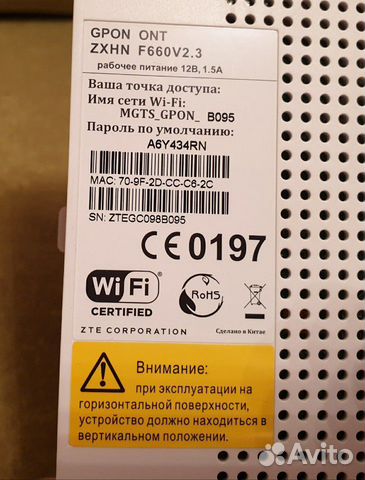 GPON ONT
ZXHN F660V2.3
рабочее питание 12В, 1.5А
Ваша точка доступа:
Имя сети Wi-Fi:
MGTS_GPON_ B095
Пароль по умолчанию:
A6Y434RN
MAC: 70-9F-2D-CC-C6-2C
SN: ZTEGC098B095
CE 0197
Wi Fi
CERTIFIED
RoHS
ZTE CORPORATION
Сделано в Китае
Внимание:
при эксплуатации на
горизонтальной поверхности,
устройство должно находиться в
вертикальном положении.
Avito